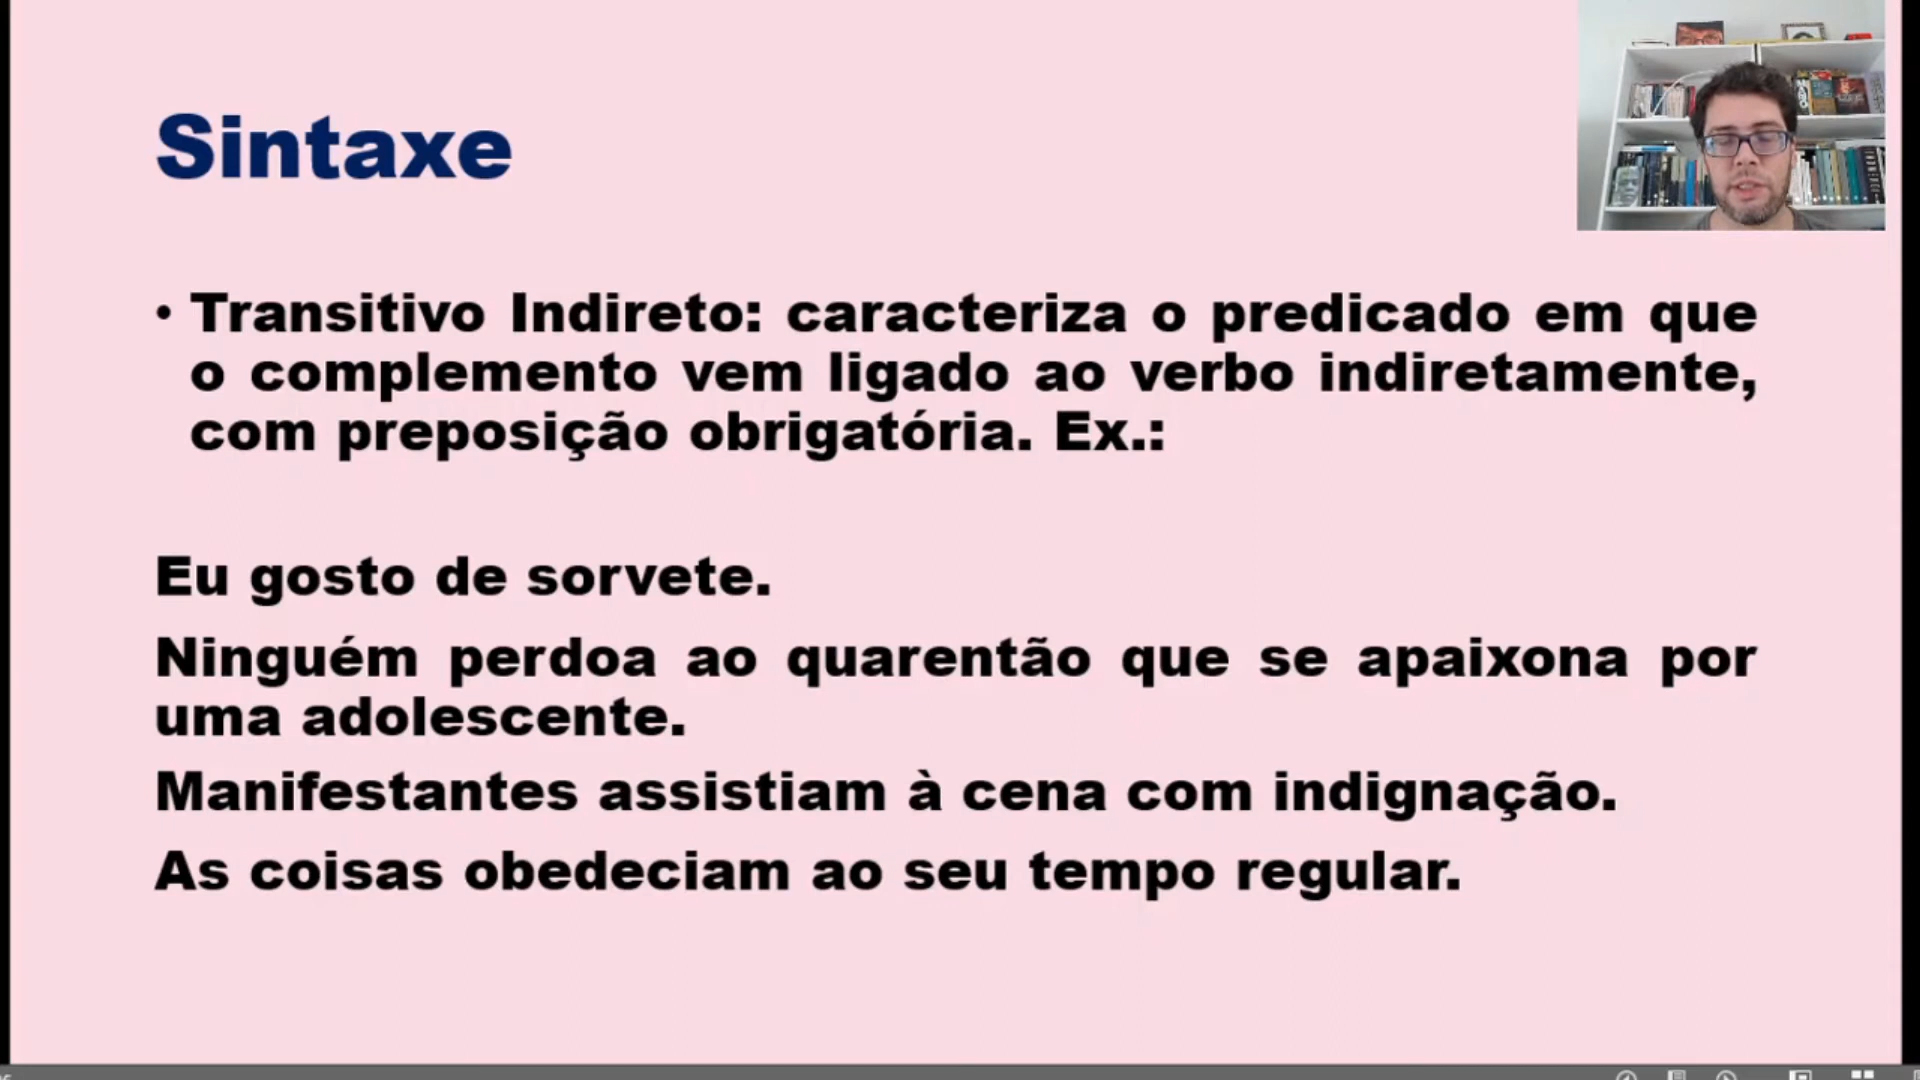 Sintaxe
• Transitivo Indireto: caracteriza o predicado em que
o complemento vem ligado ao verbo indiretamente,
com preposição obrigatória. Ex.:
Eu gosto de sorvete.
Ninguém perdoa ao quarentão que se apaixona por
uma adolescente.
Manifestantes assistiam à cena com indignação.
As coisas obedeciam ao seu tempo regular.